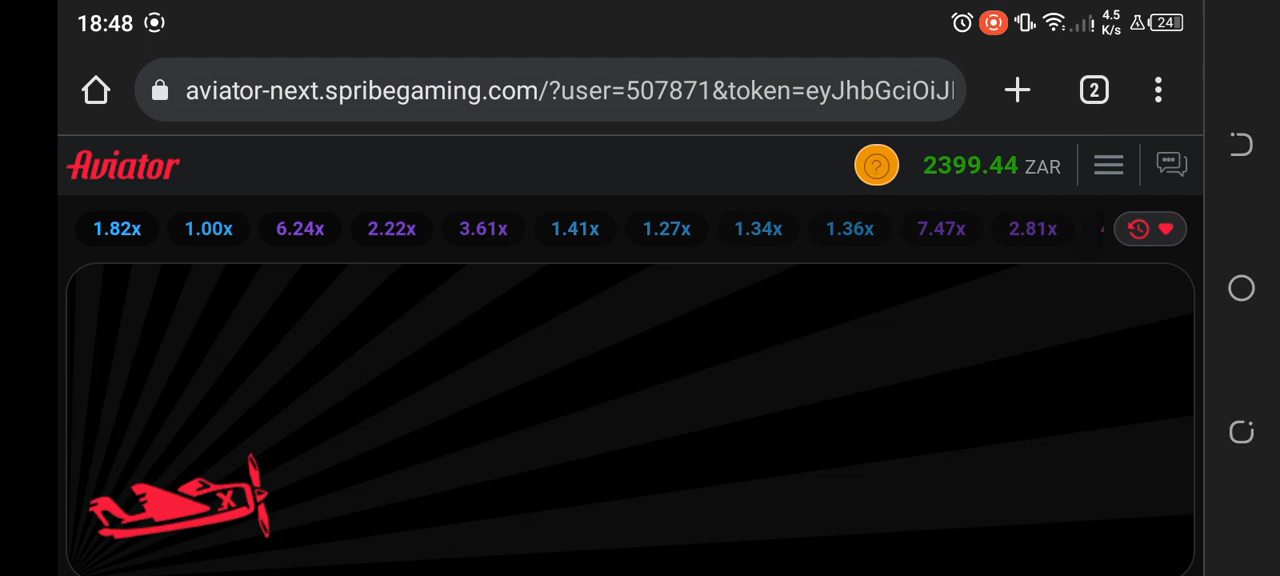 18:48 4.5 K/s 24
aviator-next.spribegaming.com/?user=507871&token=eyJhbGciOiJ 2
Aviator ? 2399.44 ZAR
1.82x 1.00x 6.24x 2.22x 3.61x 1.41x 1.27x 1.34x 1.36x 7.47x 2.81x
X